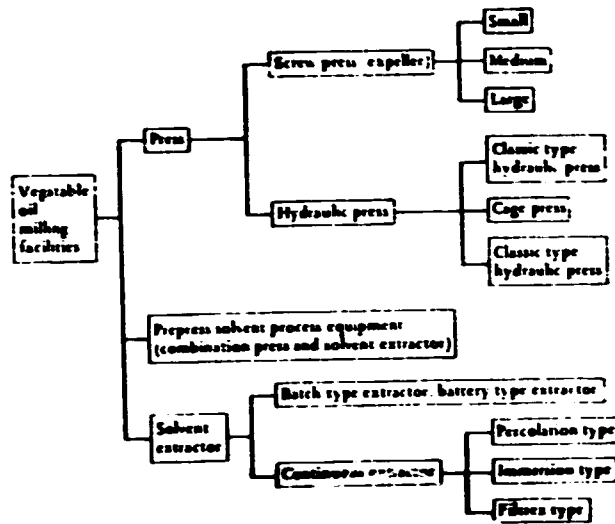 Small
Screw press expeller;
Medium
Large
Press
Classic type
hydraulic press
Vegatable
oil
milling
facilities
Hydraulic press
Cage press
Classic type
hydraulic press
Prepress solvent process equipment
(combination press and solvent extractor)
Batch type extractor, battery type extractor
Solvent
extractor
Percolation type
Continuous extractor
Immersion type
type